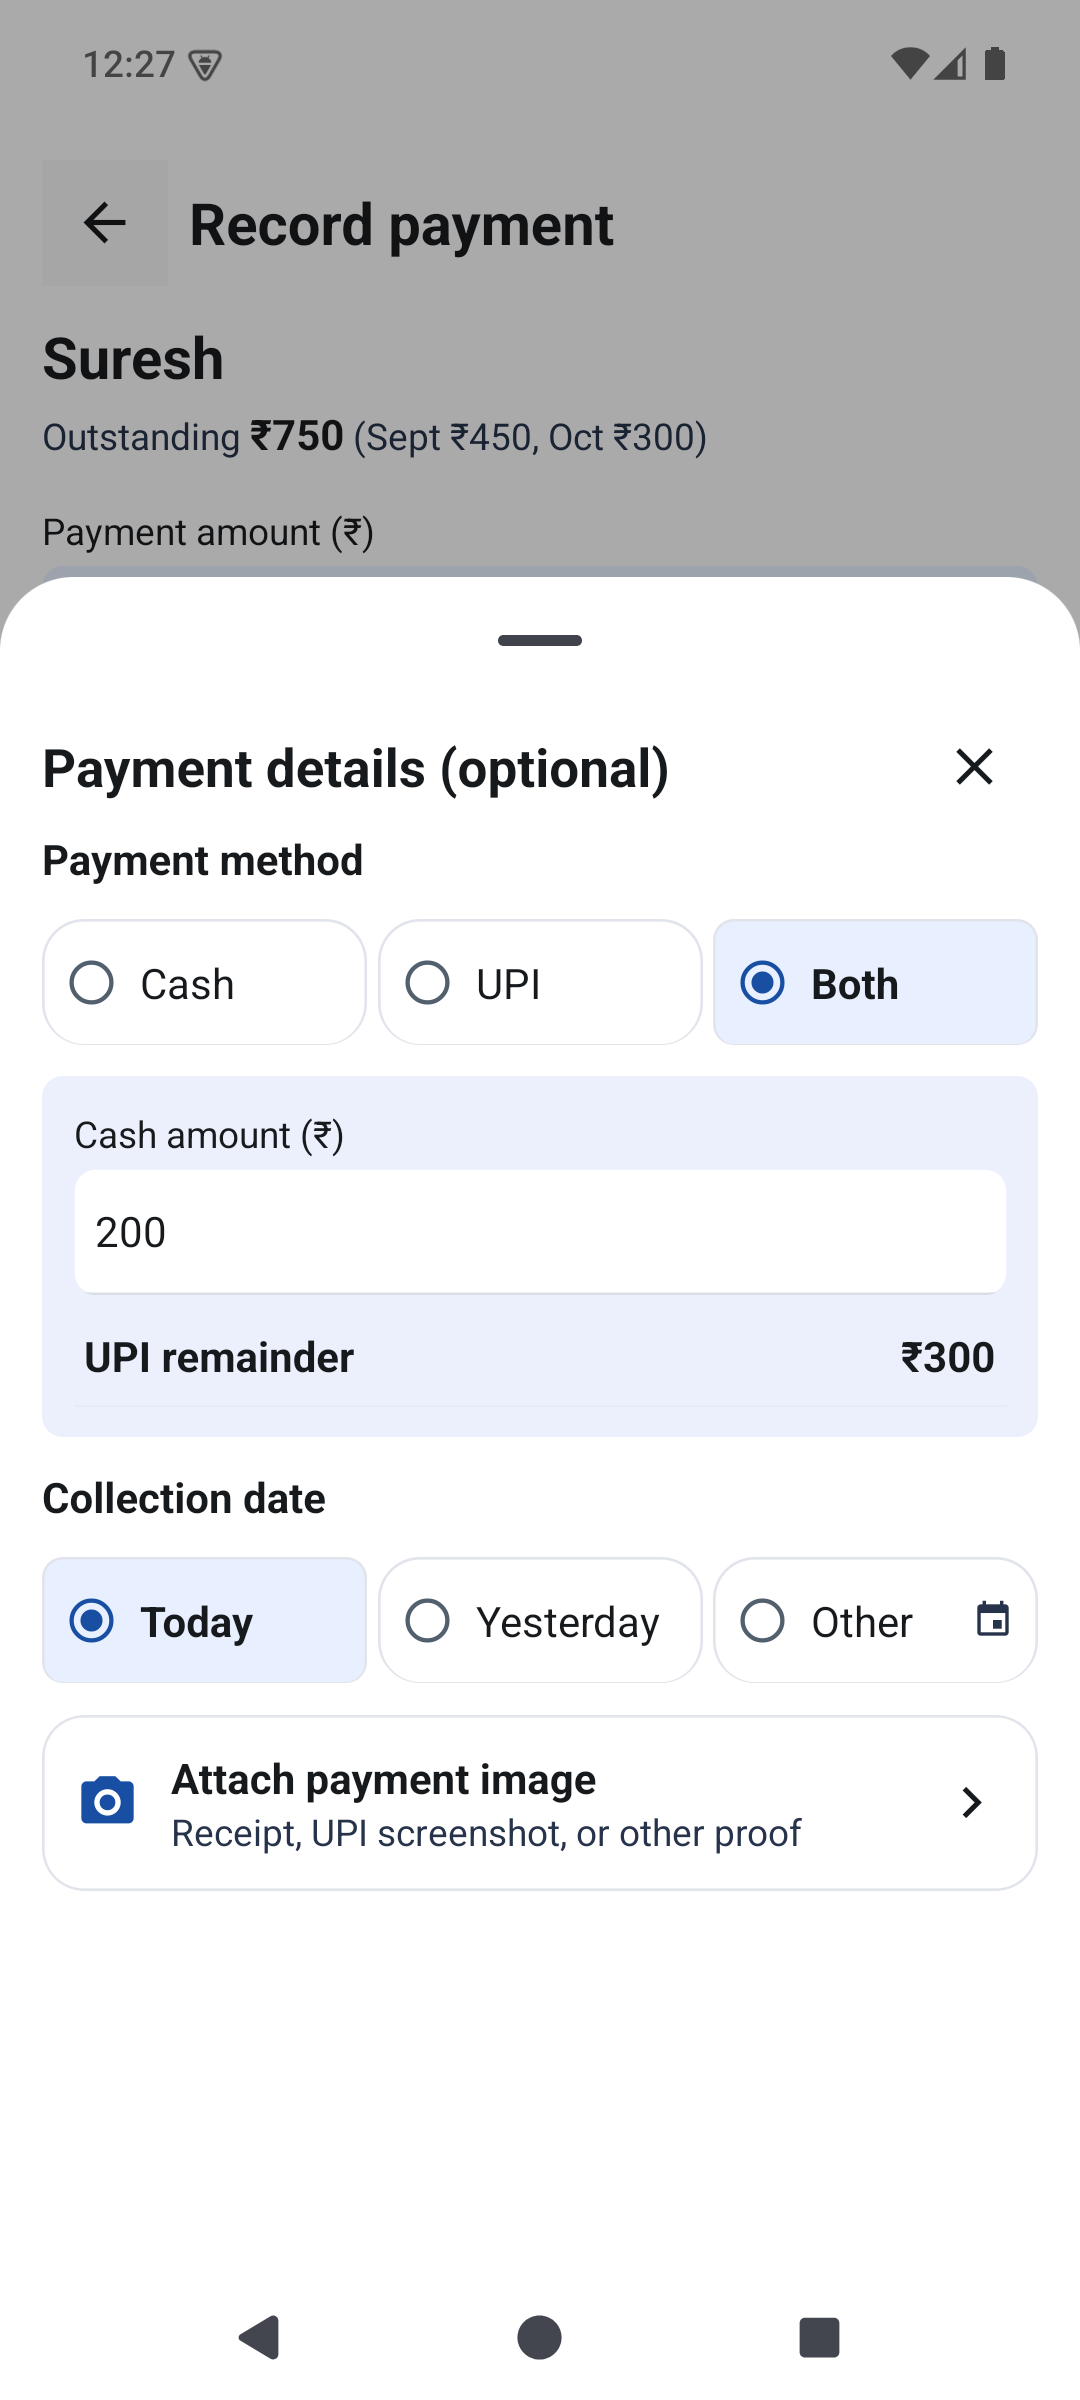 12:27
Record payment
Suresh
Outstanding ₹750 (Sept ₹450, Oct ₹300)
Payment amount (₹)
Payment details (optional)
Payment method
Cash
UPI
Both
Cash amount (₹)
200
UPI remainder ₹300
Collection date
Today
Yesterday
Other
Attach payment image
Receipt, UPI screenshot, or other proof